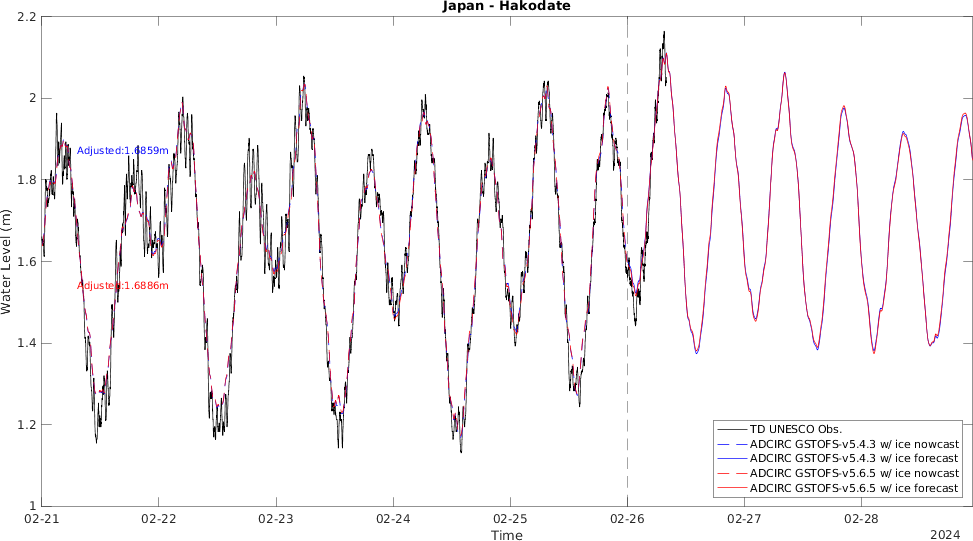 Japan - Hakodate
2.2
2
1.8
1.6
1.4
1.2
1
Water Level (m)
Adjusted:1.6859m
Adjusted:1.6886m
TD UNESCO Obs.
ADCIRC GSTOFS-v5.4.3 w/ ice nowcast
ADCIRC GSTOFS-v5.4.3 w/ ice forecast
ADCIRC GSTOFS-v5.6.5 w/ ice nowcast
ADCIRC GSTOFS-v5.6.5 w/ ice forecast
02-21 02-22 02-23 02-24 02-25 02-26 02-27 02-28
Time
2024